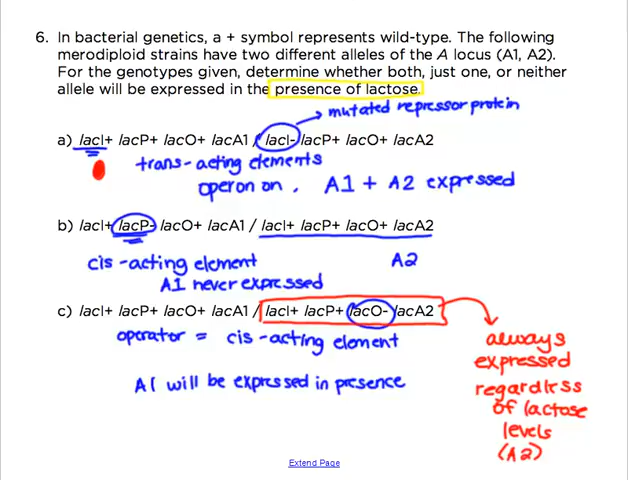 6. In bacterial genetics, a + symbol represents wild-type. The following
merodiploid strains have two different alleles of the A locus (A1, A2).
For the genotypes given, determine whether both, just one, or neither
allele will be expressed in the presence of lactose.
mutated repressor protein
a) lacI+ lacP+ lacO+ lacA1 / lacI- lacP+ lacO+ lacA2
trans-acting elements
operon on, A1 + A2 expressed
b) lacI+ lacP- lacO+ lacA1 / lacI+ lacP+ lacO+ lacA2
cis-acting element A2
A1 never expressed
c) lacI+ lacP+ lacO+ lacA1 / lacI+ lacP+ lacO- lacA2
operator = cis-acting element
A1 will be expressed in presence
always
expressed
regardlss
of lactose
levels
(A2)
Extend Page